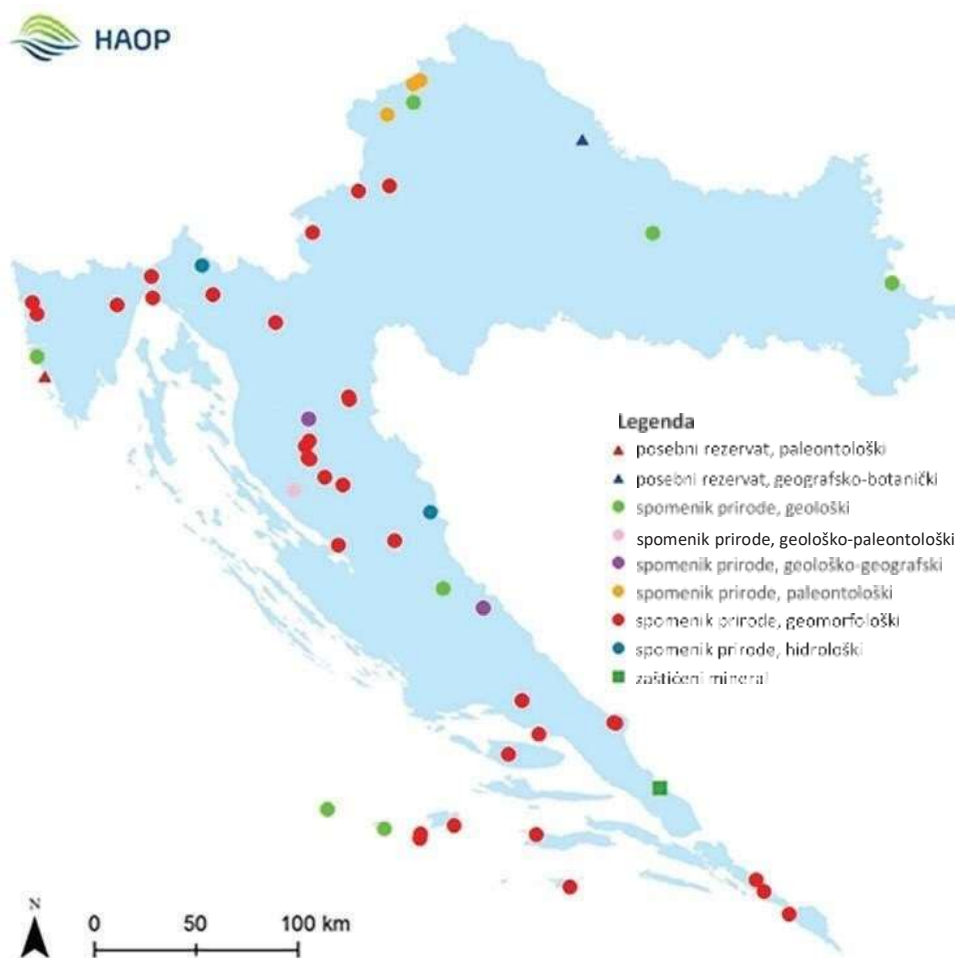 HAOP
Legenda
posebni rezervat, paleontološki
posebni rezervat, geografsko-botanički
spomenik prirode, geološki
spomenik prirode, geološko-paleontološki
spomenik prirode, geološko-geografski
spomenik prirode, paleontološki
spomenik prirode, geomorfološki
spomenik prirode, hidrološki
zaštićeni mineral
N
0 50 100 km